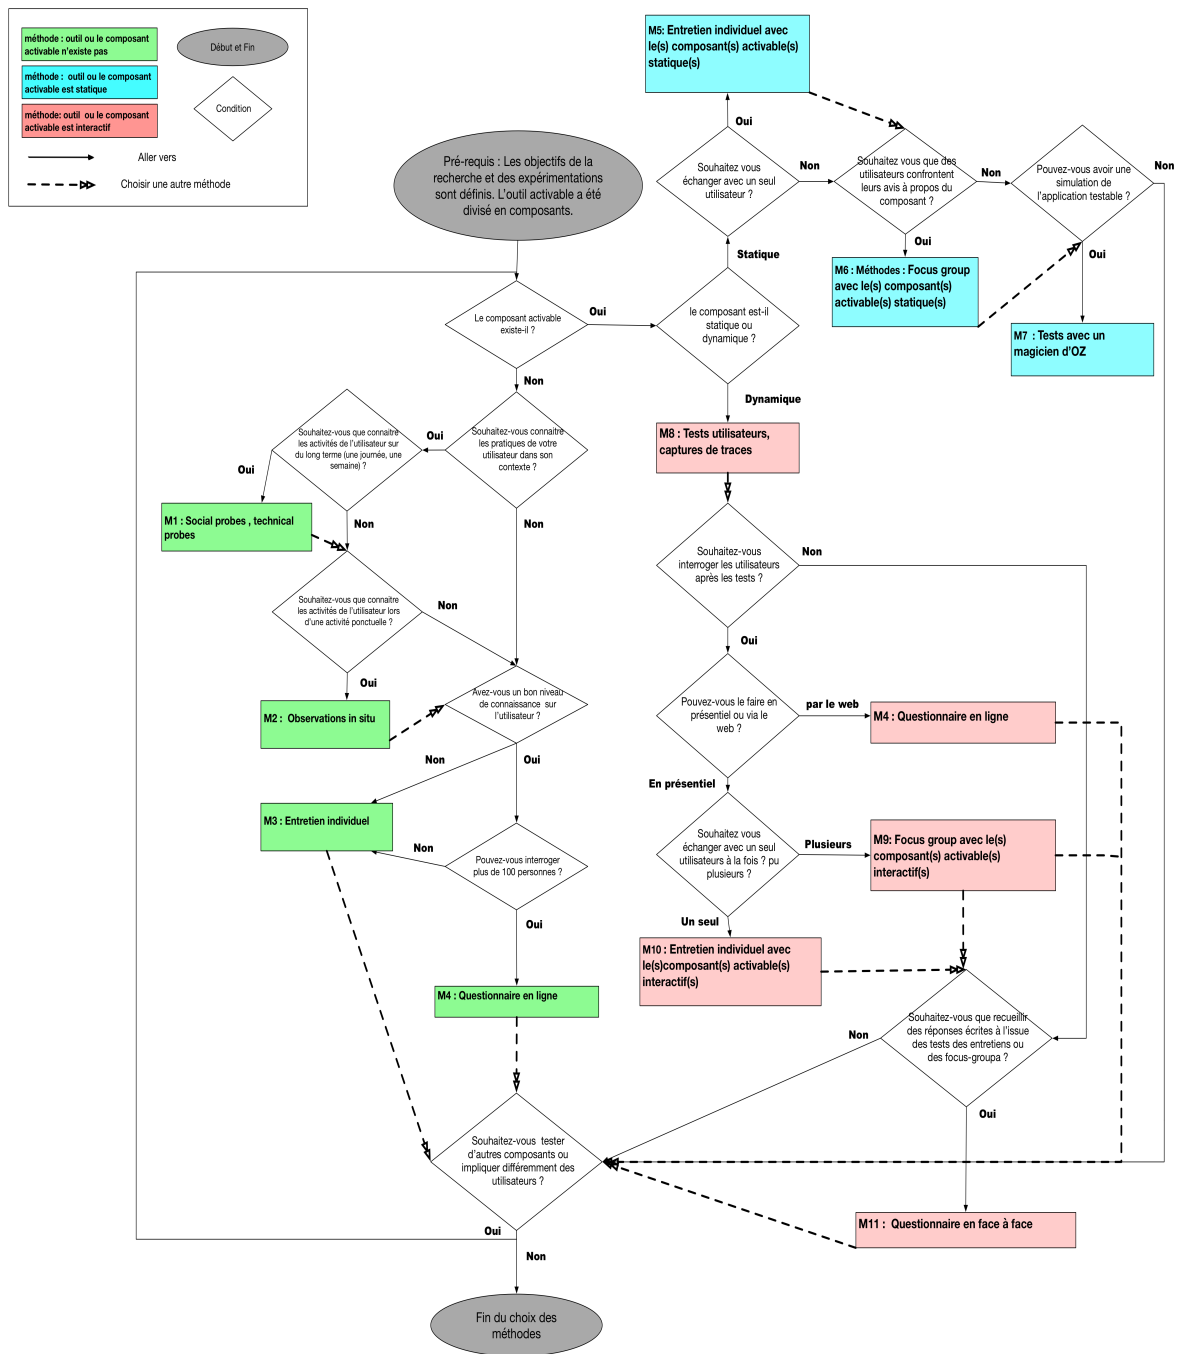 méthode : outil ou le composant
activable n'existe pas
Début et Fin
méthode :  outil ou le composant
activable est statique
méthode: outil  ou le composant
activable est interactif
Condition
Aller vers
Choisir une autre méthode
Pré-requis : Les objectifs de la
recherche et des expérimentations
sont définis. L'outil activable a été
divisé en composants.
M5: Entretien individuel avec
le(s) composant(s) activable(s)
statique(s)
Oui
Souhaitez vous
échanger avec un seul
utilisateur ?
Non
Souhaitez vous que des
utilisateurs confrontent
leurs avis à propos du
composant ?
Non
Pouvez-vous avoir une
simulation de
l'application testable ?
Non
Oui
Oui
Statique
M6 : Méthodes : Focus group
avec le(s) composant(s)
activable(s) statique(s)
M7  : Tests avec un
magicien d'OZ
Le composant activable
existe-il ?
Oui
le composant est-il
statique ou
dynamique ?
Non
Dynamique
Souhaitez-vous que connaitre
les activités de l'utilisateur sur
du long terme (une journée, une
semaine) ?
Oui
Souhaitez-vous connaitre
les pratiques de votre
utilisateur dans son
contexte ?
M8 : Tests utilisateurs,
captures de traces
Oui
M1 : Social probes , technical
probes
Non
Non
Souhaitez-vous
interroger les utilisateurs
après les tests ?
Non
Souhaitez-vous que connaitre
les activités de l'utilisateur lors
d'une activité ponctuelle ?
Non
Oui
Oui
M2 :  Observations in situ
Avez-vous un bon niveau
de connaissance  sur
l'utilisateur ?
Pouvez-vous le faire en
présentiel ou via le
web ?
par le web
M4 : Questionnaire en ligne
Non
Oui
En présentiel
M3 : Entretien individuel
Non
Pouvez-vous interroger
plus de 100 personnes ?
Souhaitez vous
échanger avec un seul
utilisateurs à la fois ? pu
plusieurs ?
Plusieurs
M9: Focus group avec le(s)
composant(s) activable(s)
interactif(s)
Oui
Un seul
M10 : Entretien individuel avec
le(s)composant(s) activable(s)
interactif(s)
M4 : Questionnaire en ligne
Souhaitez-vous que recueillir
des réponses écrites à l'issue
des tests des entretiens ou
des focus-groupa ?
Non
Oui
Souhaitez-vous  tester
d'autres composants ou
impliquer différemment des
utilisateurs ?
M11 :  Questionnaire en face à face
Oui
Non
Fin du choix des
méthodes